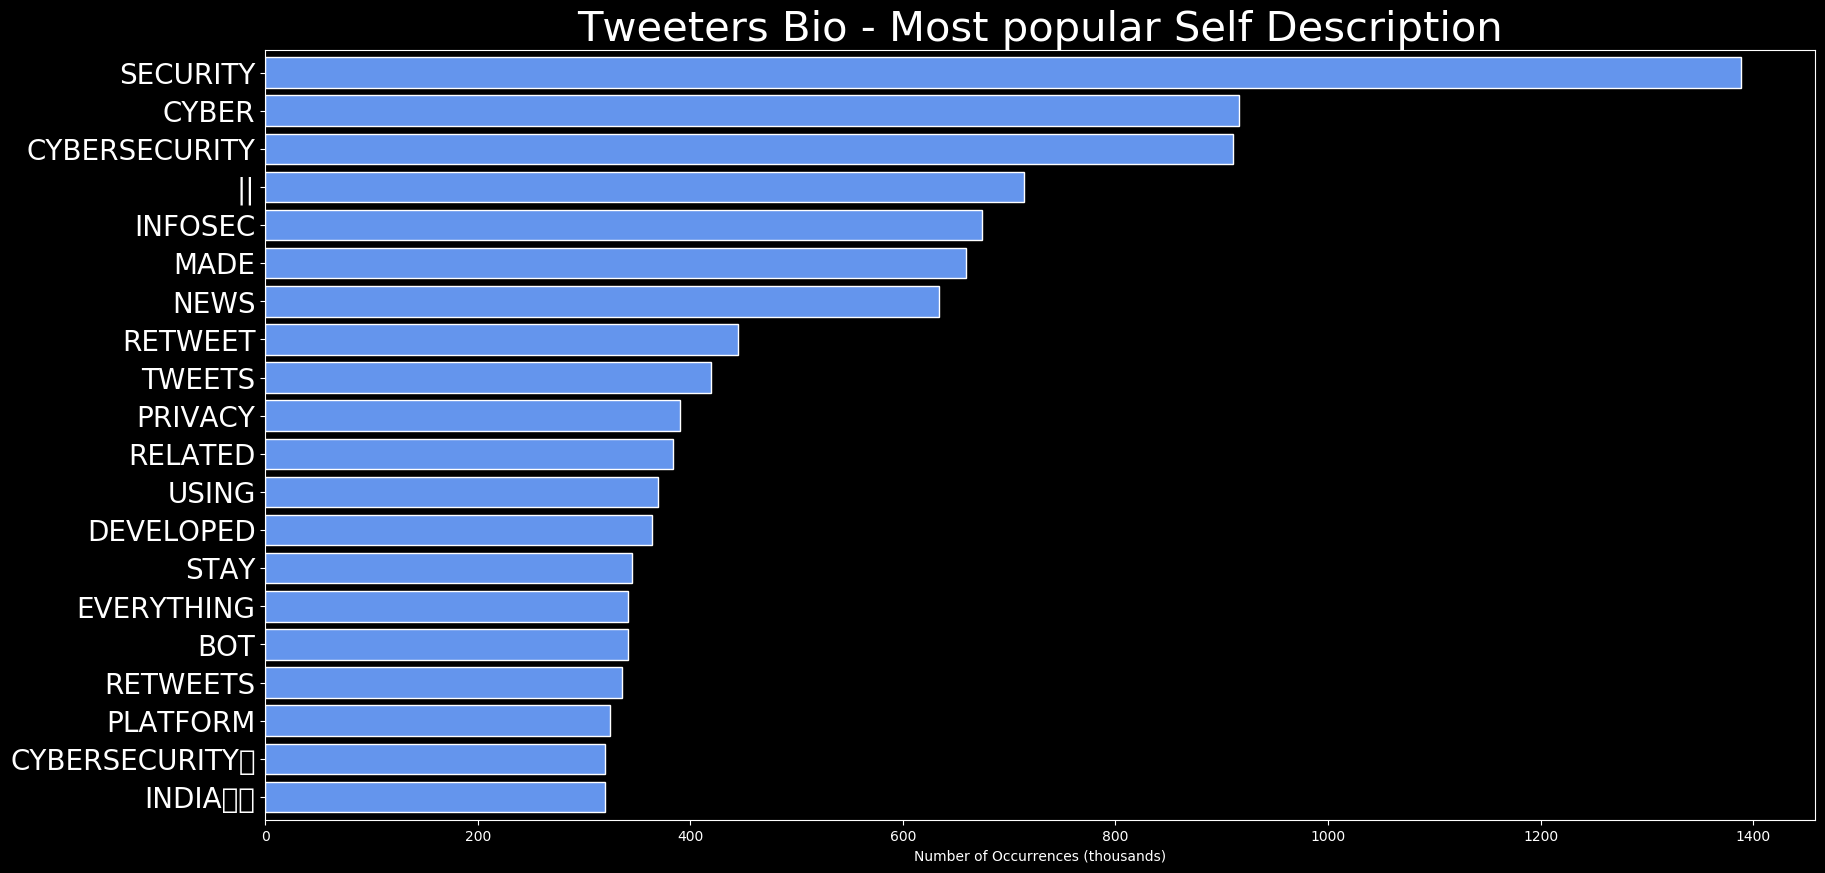 Tweeters Bio - Most popular Self Description
SECURITY
CYBER
CYBERSECURITY
||
INFOSEC
MADE
NEWS
RETWEET
TWEETS
PRIVACY
RELATED
USING
DEVELOPED
STAY
EVERYTHING
BOT
RETWEETS
PLATFORM
CYBERSECURITY▯
INDIA▯▯
0 200 400 600 800 1000 1200 1400
Number of Occurrences (thousands)